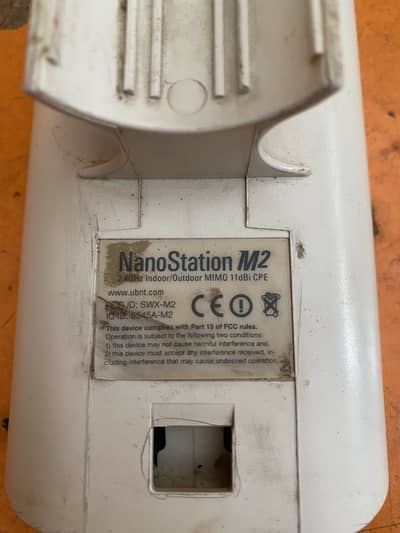 NanoStation M2
2.4GHz Indoor/Outdoor MIMO 11dBi CPE
www.ubnt.com
FCC ID: SWX-M2
IC ID: 6545A-M2
CE
This device complies with Part 15 of FCC rules.
Operation is subject to the following two conditions:
1) this device may not cause harmful interference and,
2) this device must accept any interference received, in-
cluding interference that may cause undesired operation.